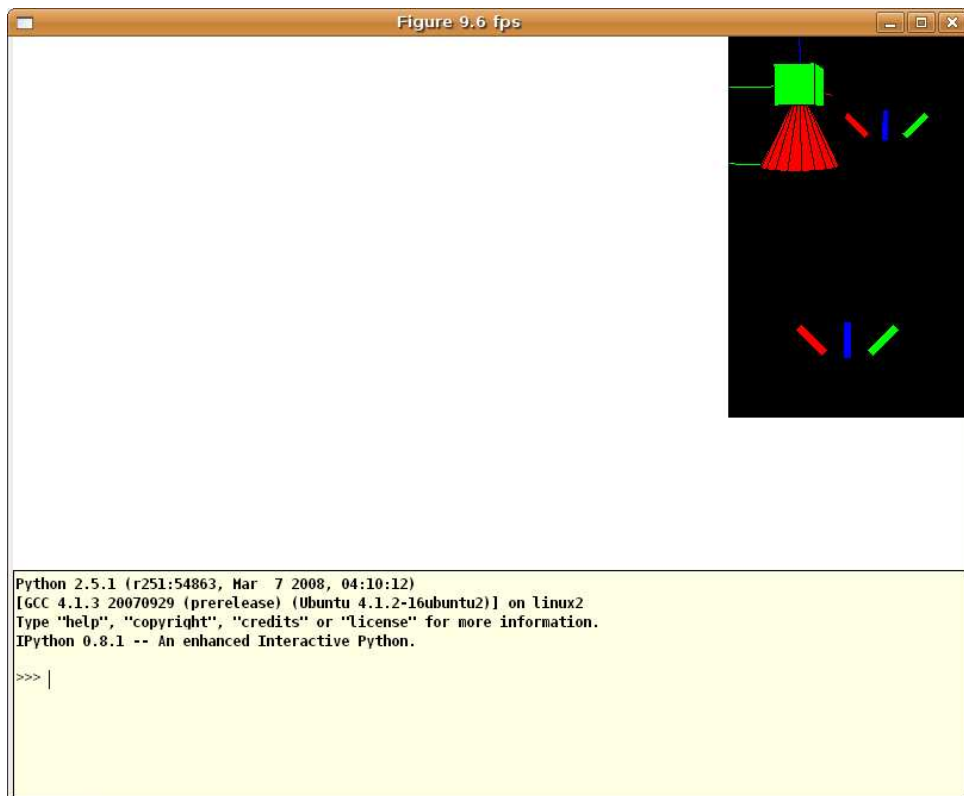 Figure 9.6 fps
Python 2.5.1 (r251:54863, Mar  7 2008, 04:10:12)
[GCC 4.1.3 20070929 (prerelease) (Ubuntu 4.1.2-16ubuntu2)] on linux2
Type "help", "copyright", "credits" or "license" for more information.
IPython 0.8.1 -- An enhanced Interactive Python.
>>>